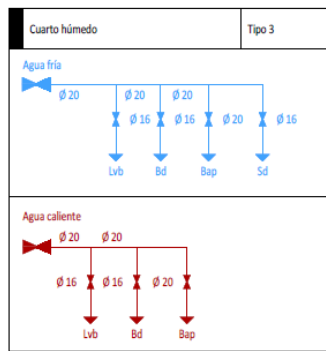 Cuarto húmedo Tipo 3
Agua fría
Ø 20 Ø 20 Ø 20
Ø 16 Ø 16 Ø 20 Ø 16
Lvb Bd Bap Sd
Agua caliente
Ø 20 Ø 20
Ø 16 Ø 16 Ø 20
Lvb Bd Bap